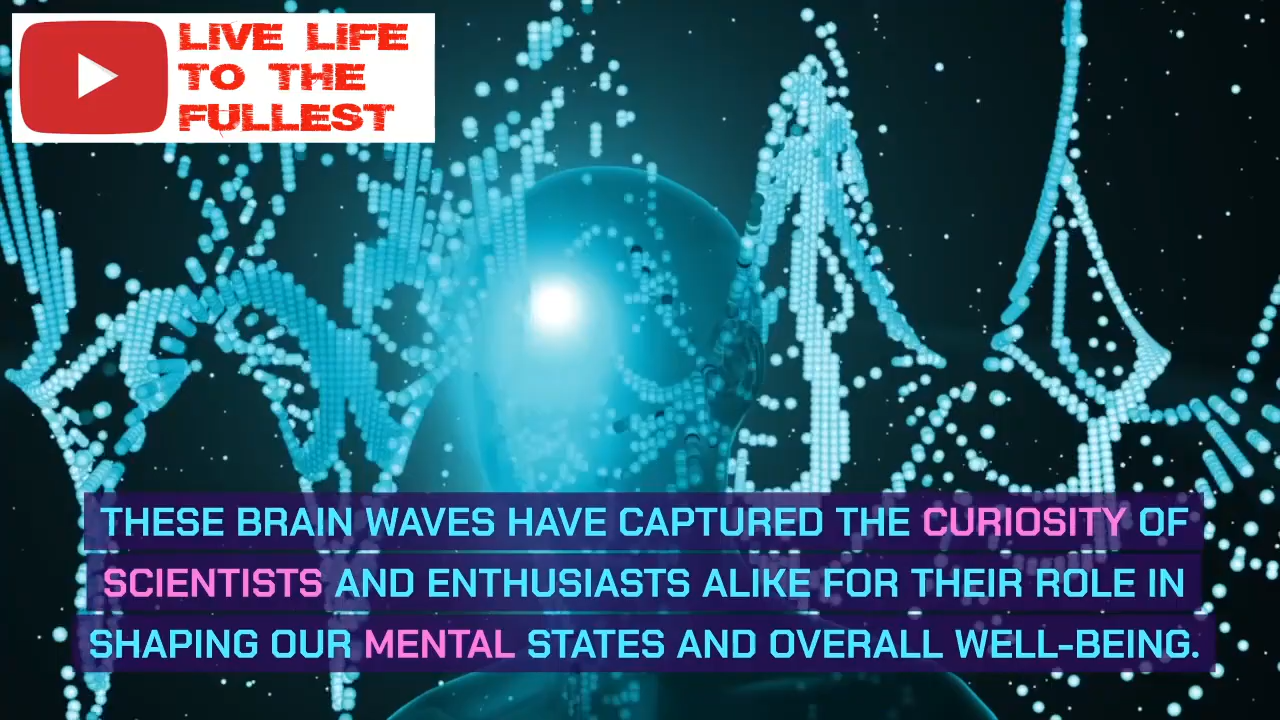 LIVE LIFE
TO THE
FULLEST
THESE BRAIN WAVES HAVE CAPTURED THE CURIOSITY OF
SCIENTISTS AND ENTHUSIASTS ALIKE FOR THEIR ROLE IN
SHAPING OUR MENTAL STATES AND OVERALL WELL-BEING.